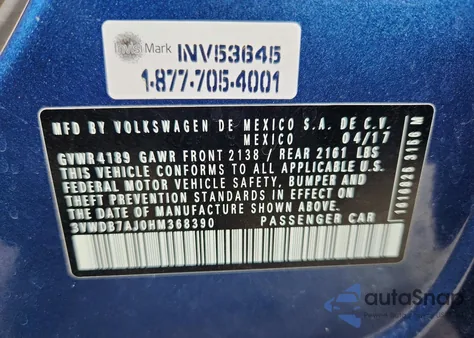 Mark INV53645
1-877-705-4001
MFD BY VOLKSWAGEN DE MEXICO S.A. DE C.V.
MEXICO 04/17
GVWR 4189 GAWR FRONT 2138 / REAR 2161 LBS
THIS VEHICLE CONFORMS TO ALL APPLICABLE
FEDERAL MOTOR VEHICLE SAFETY, BUMPER AND
THEFT PREVENTION STANDARDS IN EFFECT ON
THE DATE OF MANUFACTURE SHOWN ABOVE.
3VWDB7AJ0HM368390 PASSENGER CAR
autoSnap